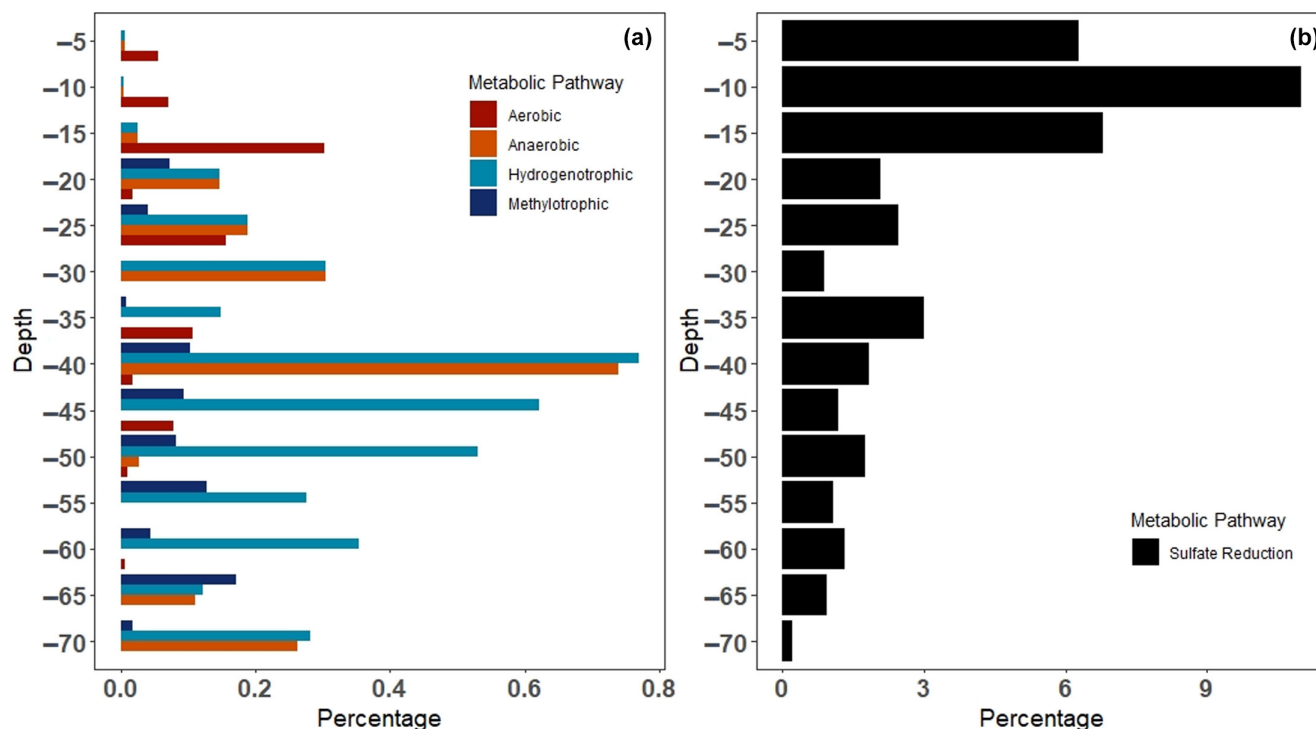 (a)
Metabolic Pathway
Aerobic
Anaerobic
Hydrogenotrophic
Methylotrophic
Depth
−5
−10
−15
−20
−25
−30
−35
−40
−45
−50
−55
−60
−65
−70
0.0 0.2 0.4 0.6 0.8
Percentage
(b)
Depth
−5
−10
−15
−20
−25
−30
−35
−40
−45
−50
−55
−60
−65
−70
Metabolic Pathway
Sulfate Reduction
0 3 6 9
Percentage